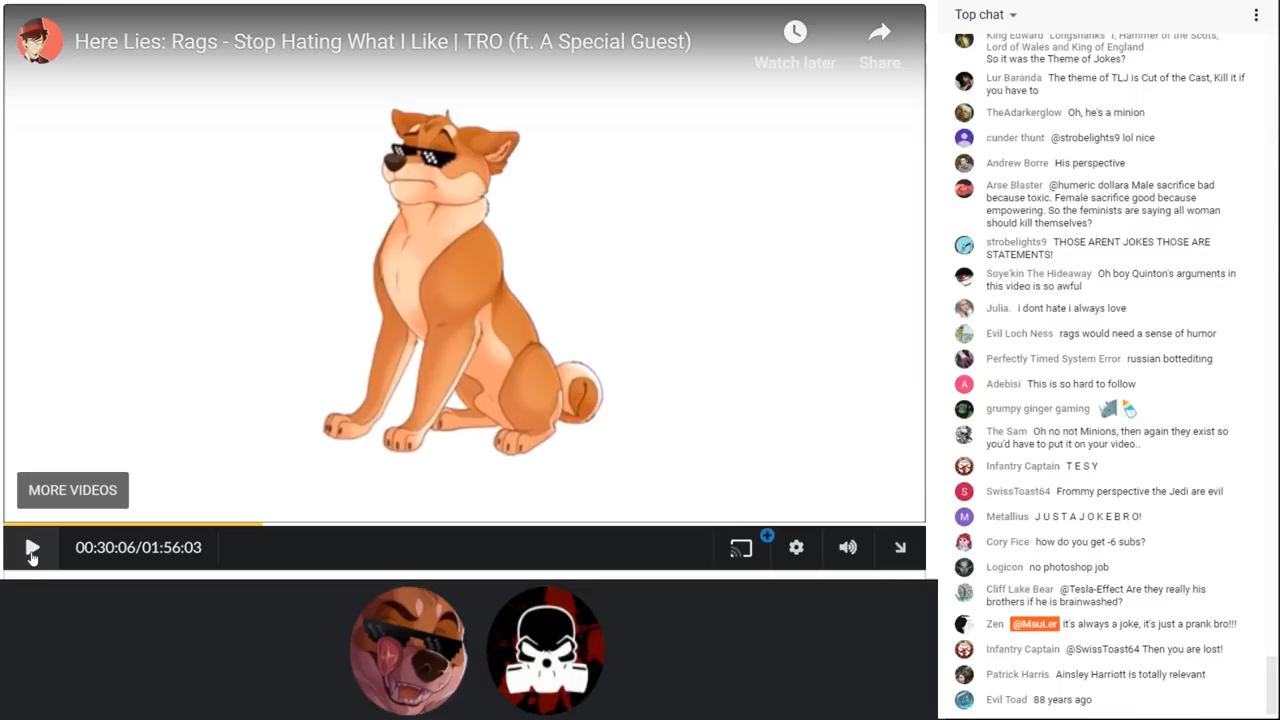 Here Lies: Rags - Stop Hating What I Like | TRO (ft. A Special Guest)
Watch later
Share
MORE VIDEOS
00:30:06/01:56:03
Top chat
King Edward "Longshanks" I, Hammer of the Scots,
Lord of Wales and King of England
So it was the Theme of Jokes?
Lur Baranda The theme of TLJ is Cut of the Cast, Kill it if
you have to
TheAdarkerglow Oh, he's a minion
cunder thunt @strobelights9 lol nice
Andrew Borre His perspective
Arse Blaster @humeric dollara Male sacrifice bad
because toxic. Female sacrifice good because
empowering. So the feminists are saying all woman
should kill themselves?
strobelights9 THOSE ARENT JOKES THOSE ARE
STATEMENTS!
Soye'kin The Hideaway Oh boy Quinton's arguments in
this video is so awful
Julia. i dont hate i always love
Evil Loch Ness rags would need a sense of humor
Perfectly Timed System Error russian bottediting
A Adebisi This is so hard to follow
grumpy ginger gaming
The Sam Oh no not Minions, then again they exist so
you'd have to put it on your video..
Infantry Captain T E S Y
S SwissToast64 Frommy perspective the Jedi are evil
M Metallius J U S T A J O K E B R O!
Cory Fice how do you get -6 subs?
Logicon no photoshop job
Cliff Lake Bear @Tesla-Effect Are they really his
brothers if he is brainwashed?
Zen @MauLer it's always a joke, it's just a prank bro!!!
Infantry Captain @SwissToast64 Then you are lost!
Patrick Harris Ainsley Harriott is totally relevant
Evil Toad 88 years ago